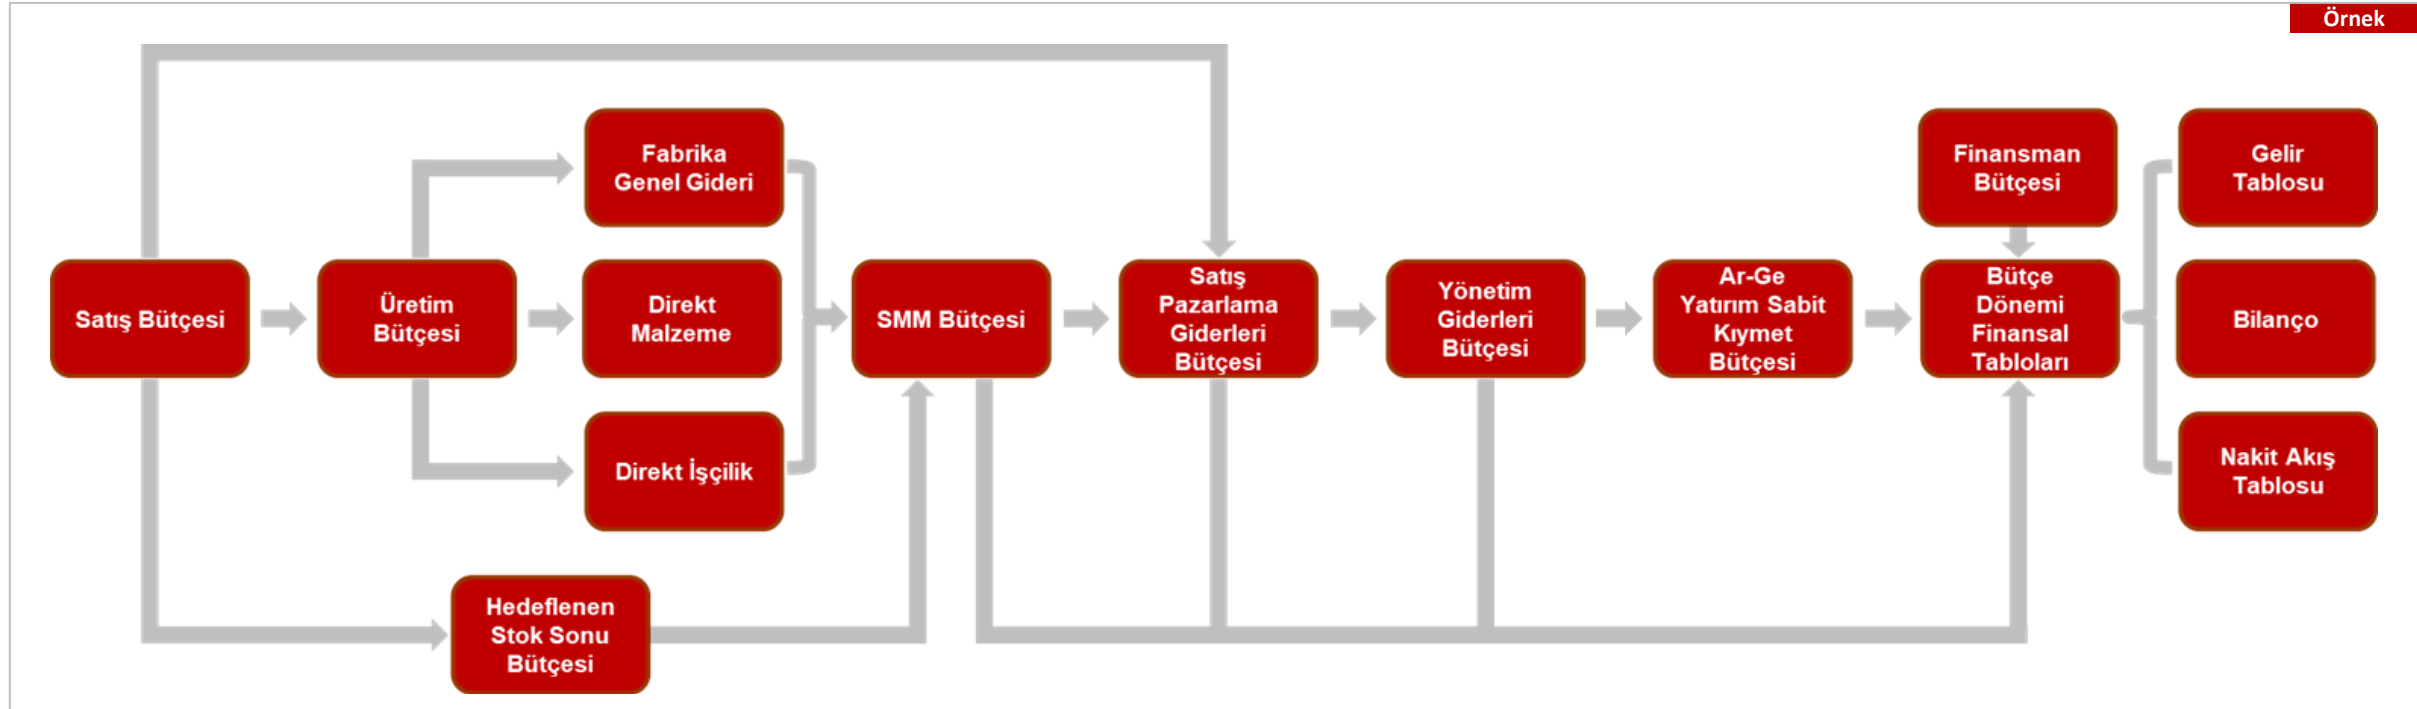 Örnek
Satış Bütçesi
Üretim
Bütçesi
Fabrika
Genel Gideri
Direkt
Malzeme
Direkt İşçilik
Hedeflenen
Stok Sonu
Bütçesi
SMM Bütçesi
Satış
Pazarlama
Giderleri
Bütçesi
Yönetim
Giderleri
Bütçesi
Ar-Ge
Yatırım Sabit
Kıymet
Bütçesi
Finansman
Bütçesi
Bütçe
Dönemi
Finansal
Tabloları
Gelir
Tablosu
Bilanço
Nakit Akış
Tablosu